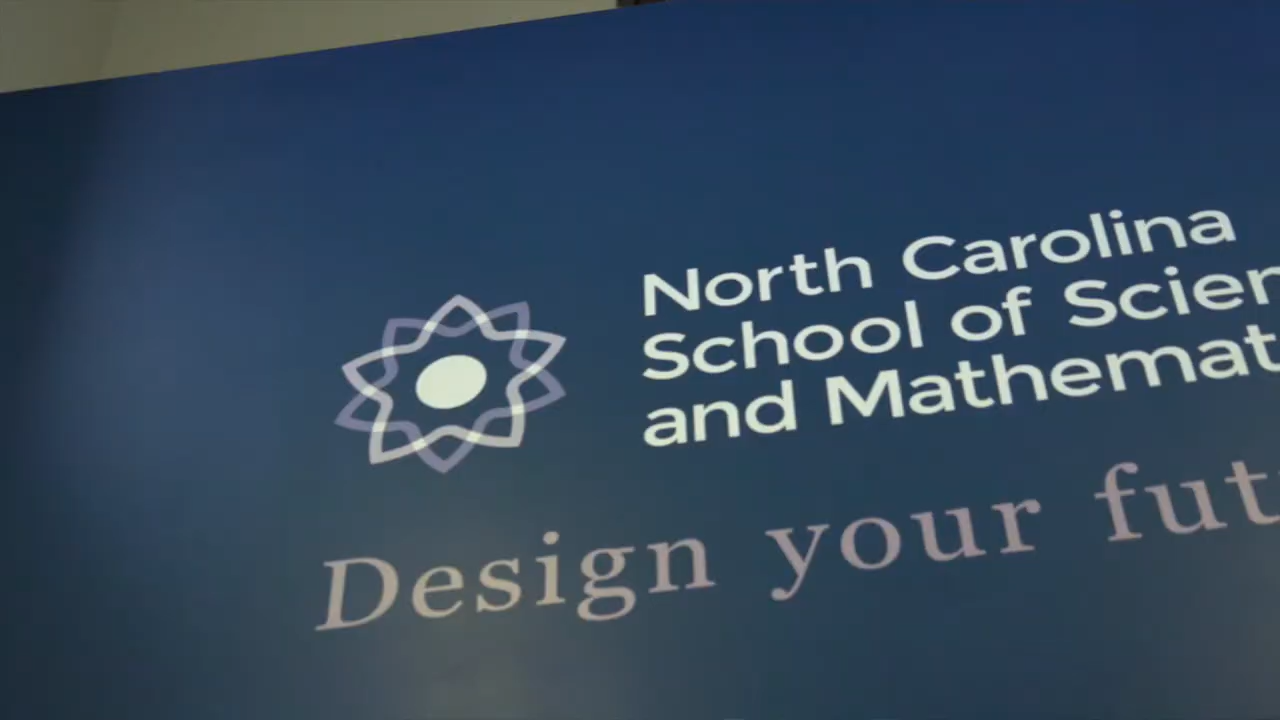 North Carolina
School of Scien
and Mathemat
Design your fut